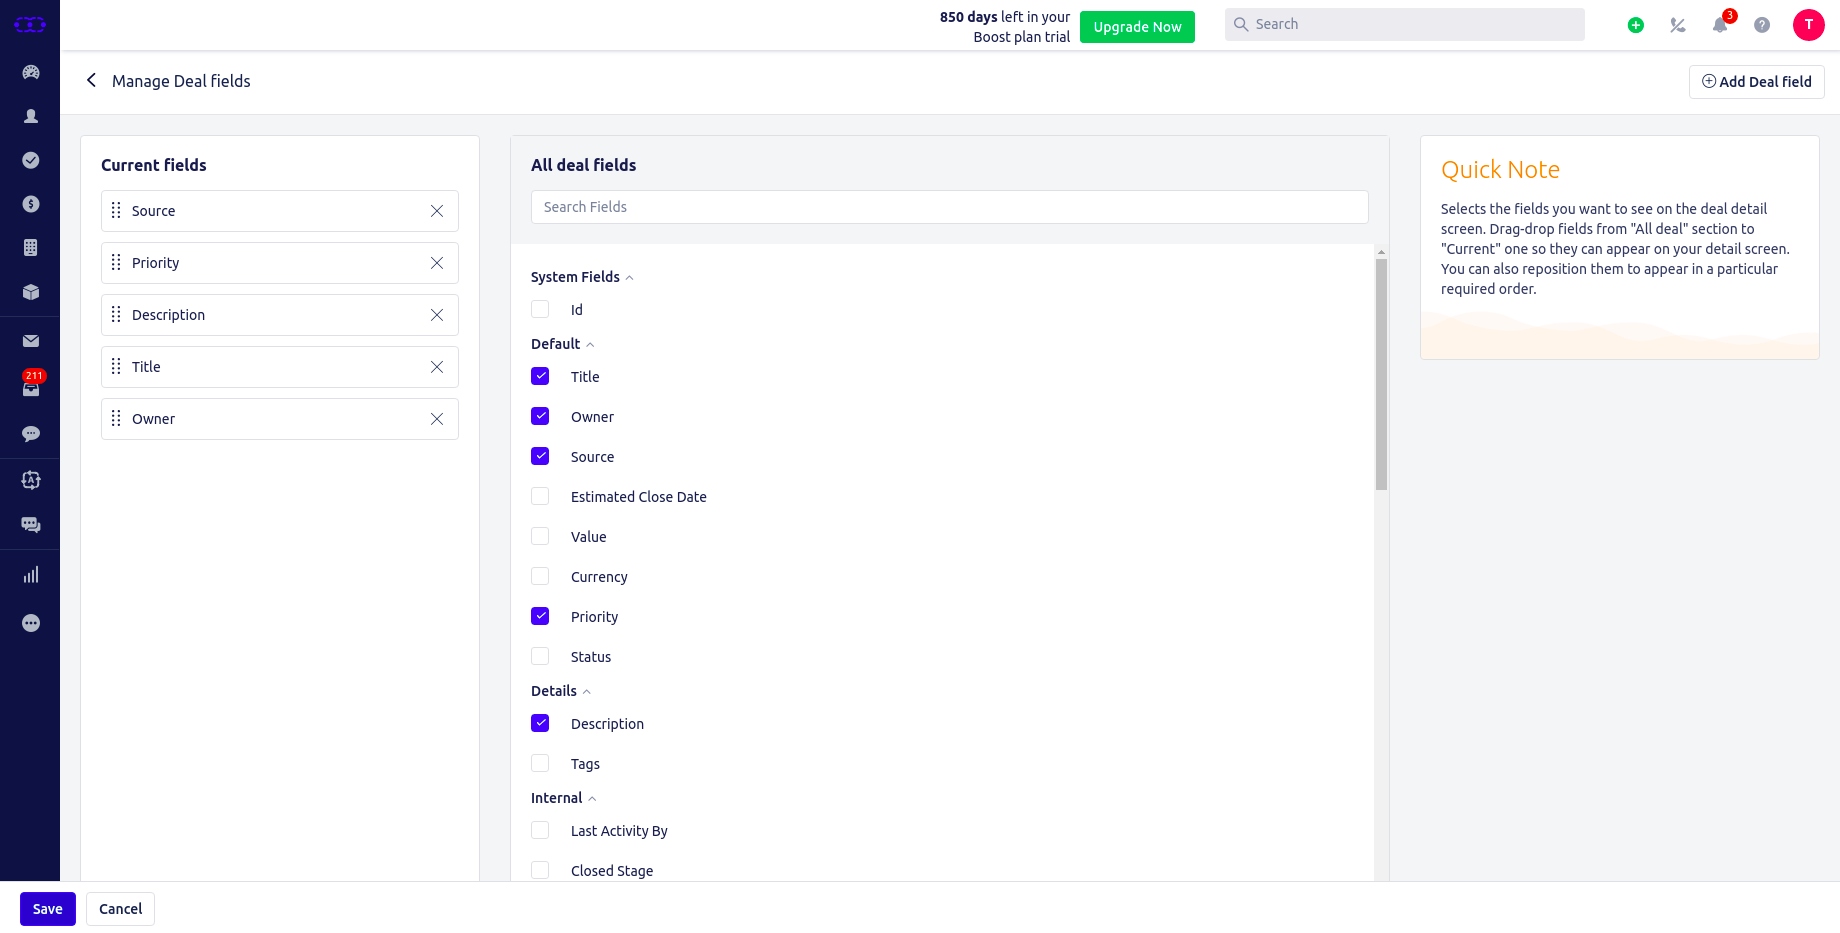 850 days left in your
Boost plan trial
Upgrade Now
Search
3
T
Manage Deal fields
Add Deal field
211
Current fields
Source
Priority
Description
Title
Owner
All deal fields
Search Fields
System Fields
Id
Default
Title
Owner
Source
Estimated Close Date
Value
Currency
Priority
Status
Details
Description
Tags
Internal
Last Activity By
Closed Stage
Quick Note
Selects the fields you want to see on the deal detail
screen. Drag-drop fields from "All deal" section to
"Current" one so they can appear on your detail screen.
You can also reposition them to appear in a particular
required order.
Save
Cancel